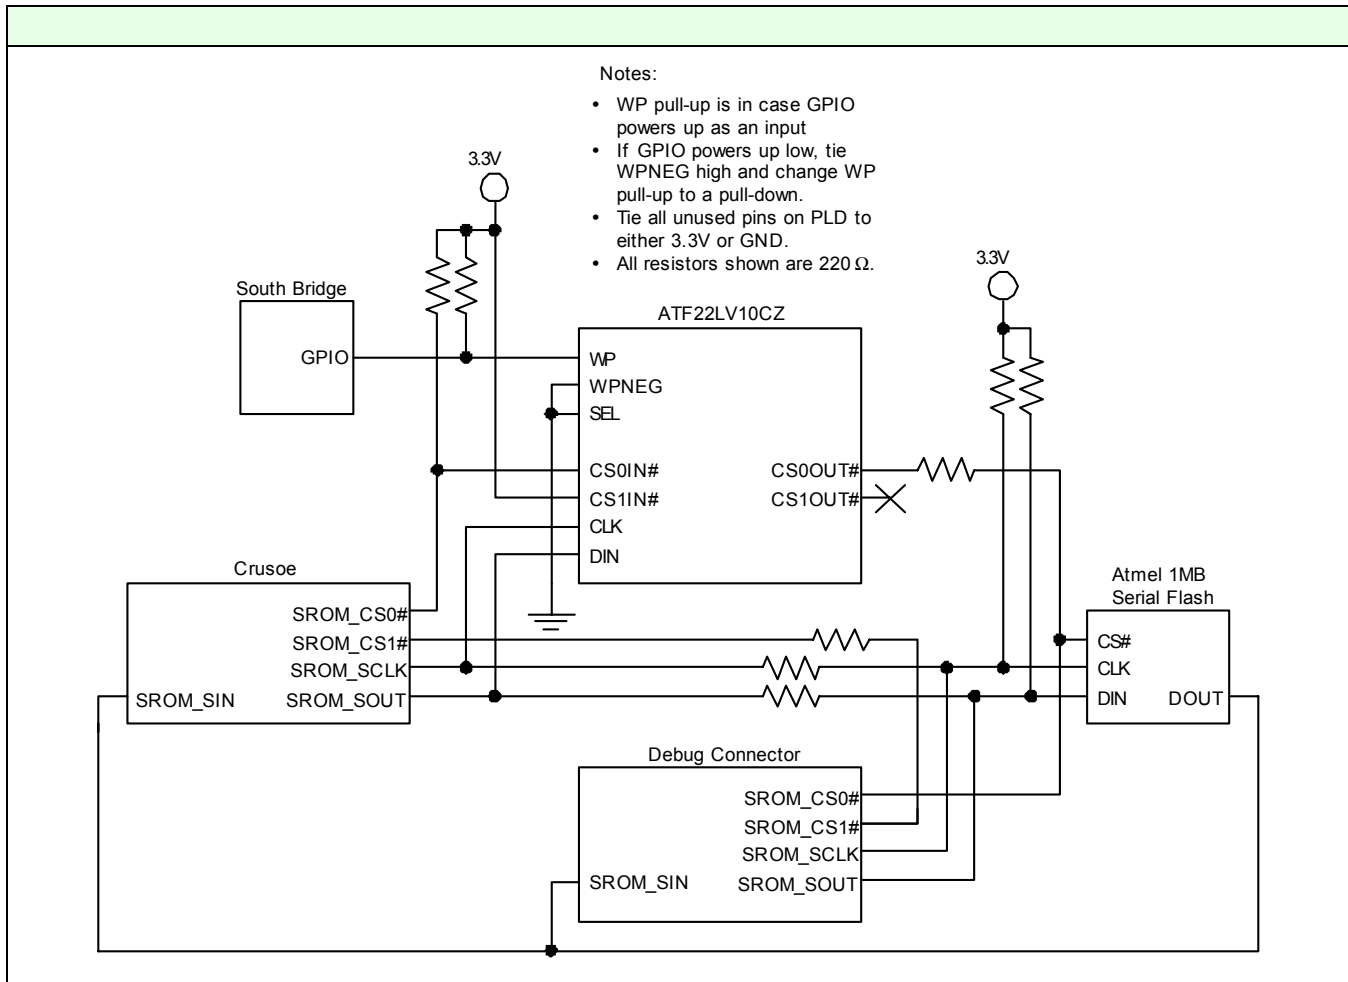 Notes:
• WP pull-up is in case GPIO
powers up as an input
• If GPIO powers up low, tie
WPNEG high and change WP
pull-up to a pull-down.
• Tie all unused pins on PLD to
either 3.3V or GND.
• All resistors shown are 220 Ω.
3.3V
3.3V
South Bridge
GPIO
ATF22LV10CZ
WP
WPNEG
SEL
CS0IN#
CS1IN#
CLK
DIN
CS0OUT#
CS1OUT#
Crusoe
SROM_CS0#
SROM_CS1#
SROM_SCLK
SROM_SIN
SROM_SOUT
Atmel 1MB
Serial Flash
CS#
CLK
DIN
DOUT
Debug Connector
SROM_CS0#
SROM_CS1#
SROM_SCLK
SROM_SIN
SROM_SOUT